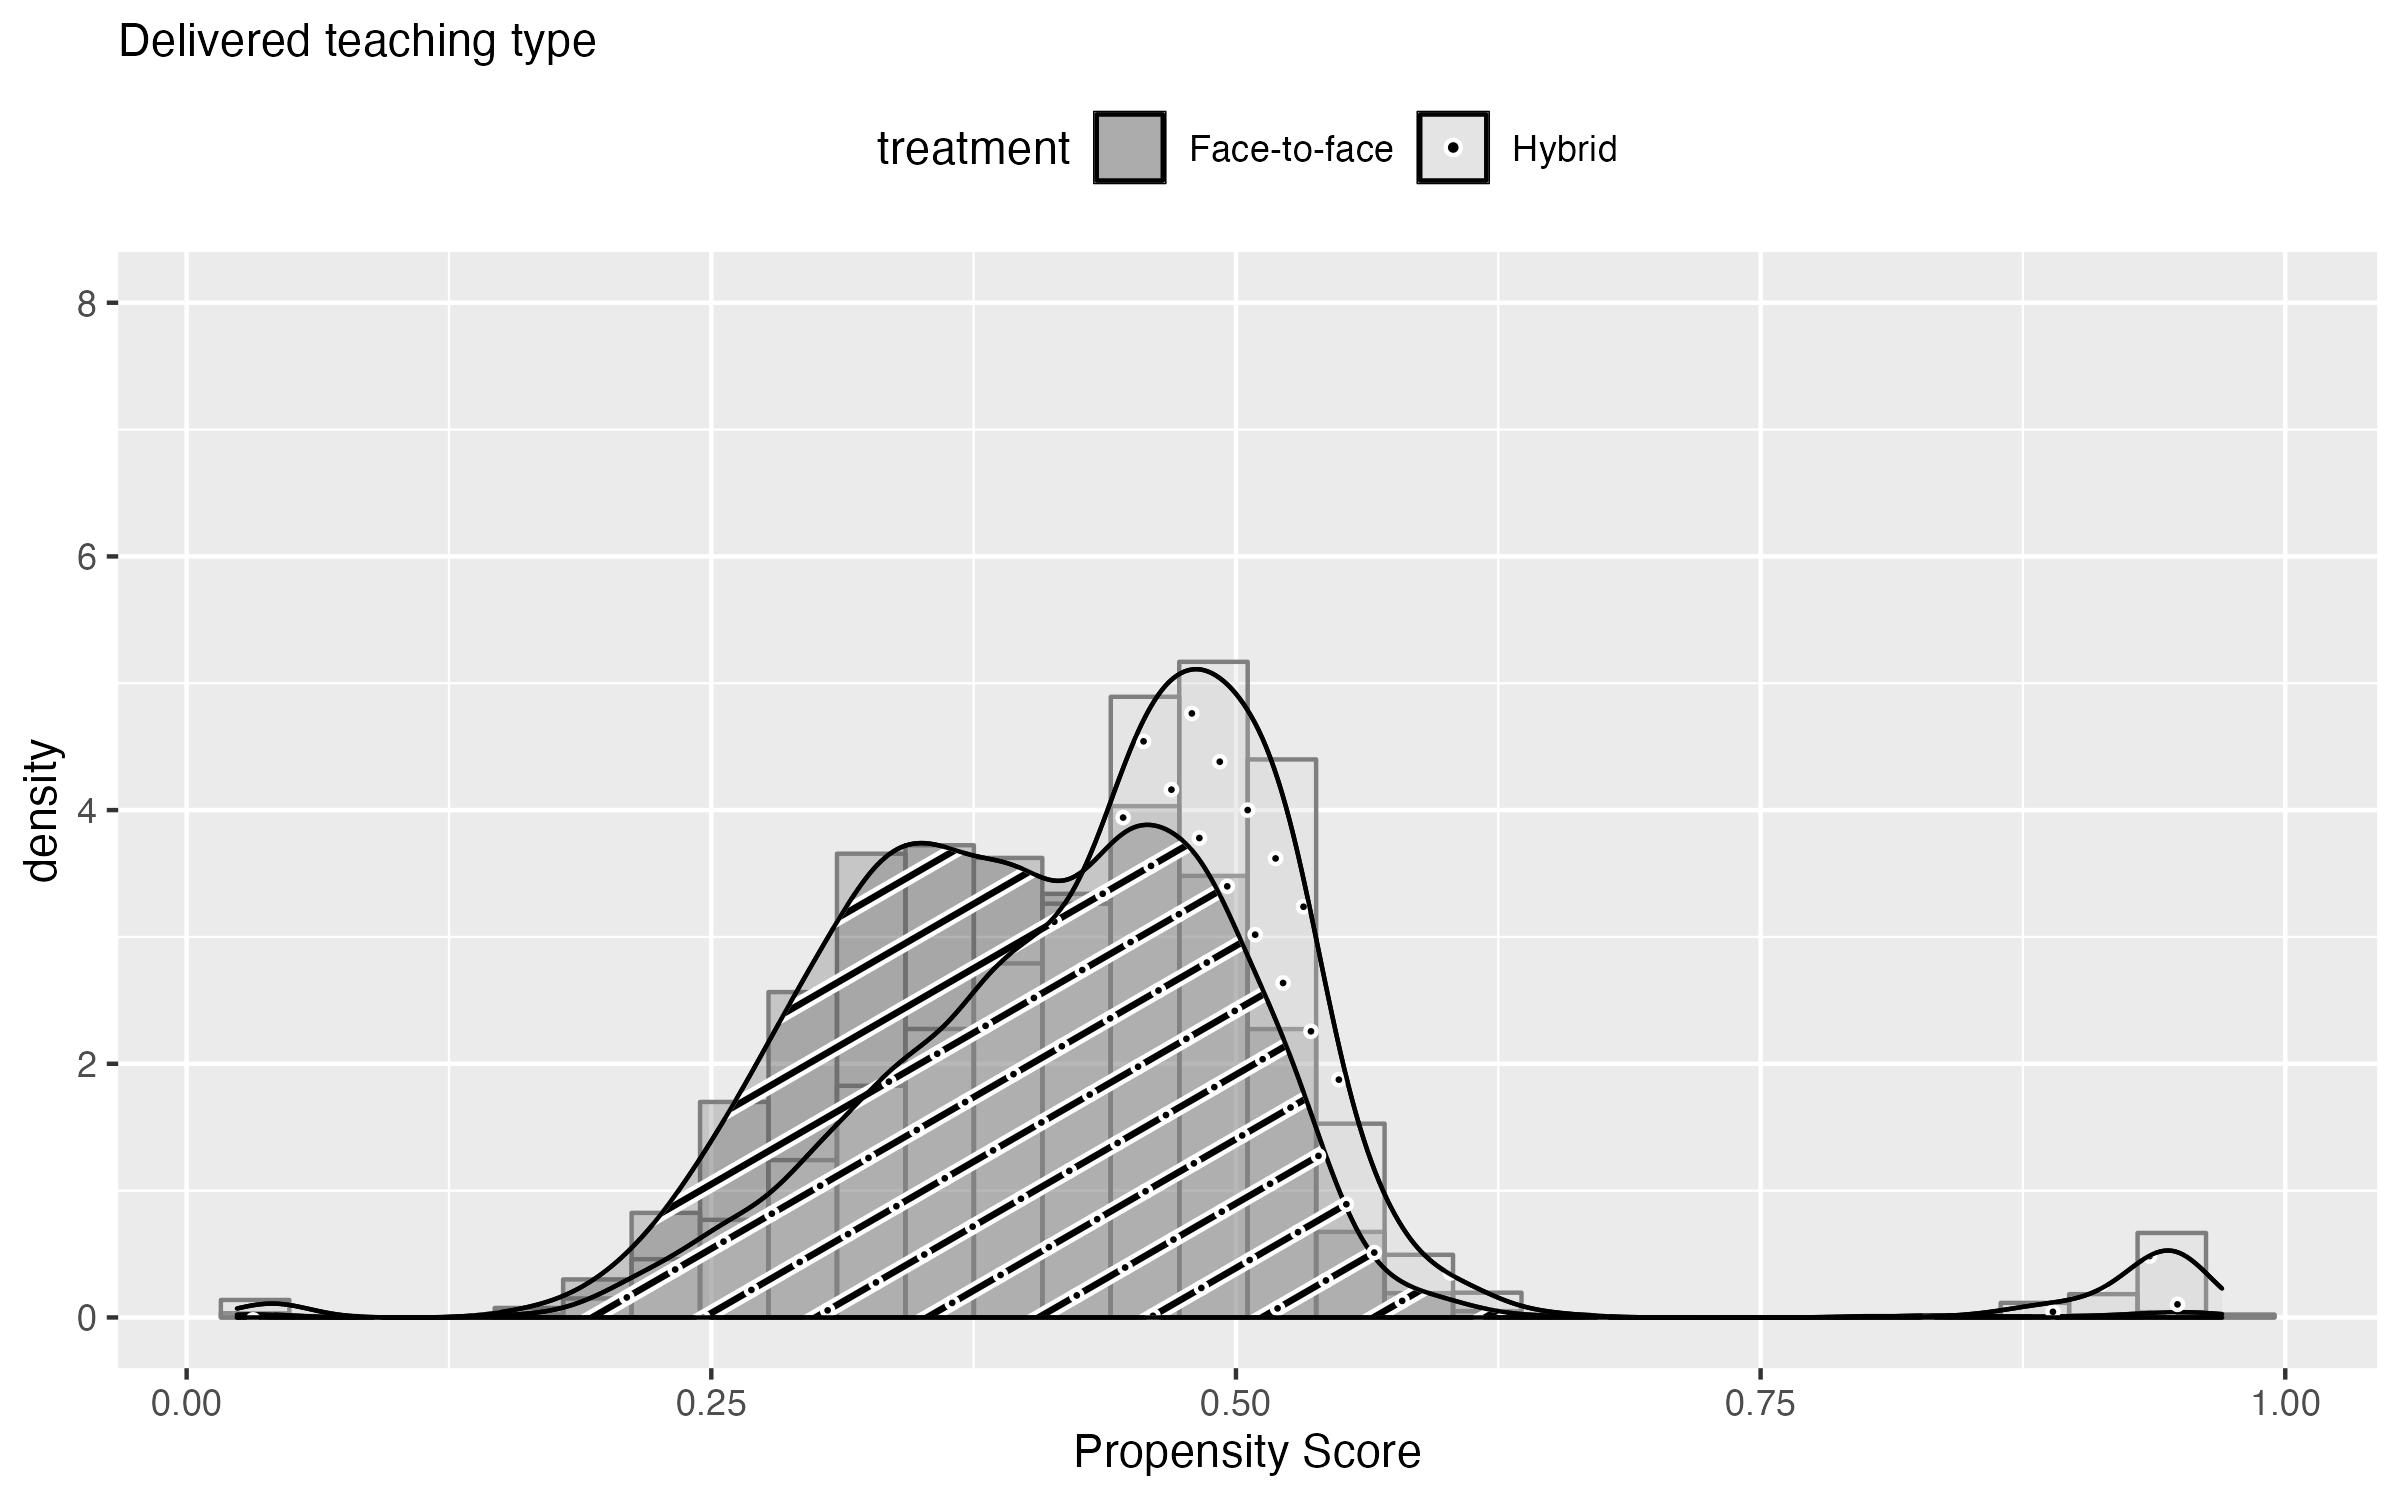 Delivered teaching type
treatment Face-to-face Hybrid
8
6
4
2
0
density
0.00 0.25 0.50 0.75 1.00
Propensity Score